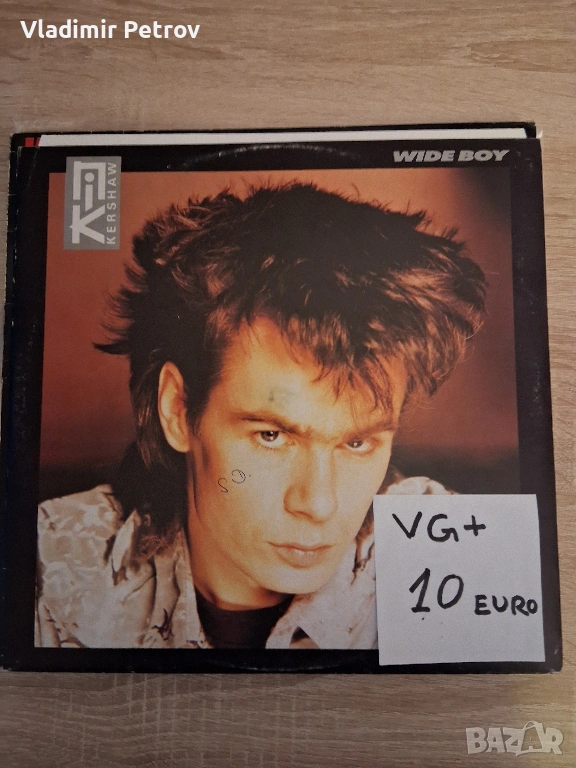 Vladimir Petrov
WIDE BOY
NiK
KERSHAW
VG+
10 EURO
BAZAR